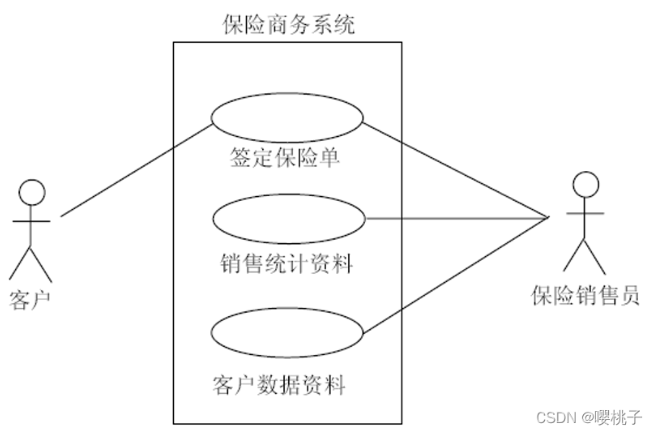 保险商务系统
签定保险单
销售统计资料
客户
保险销售员
客户数据资料
CSDN @嘤桃子